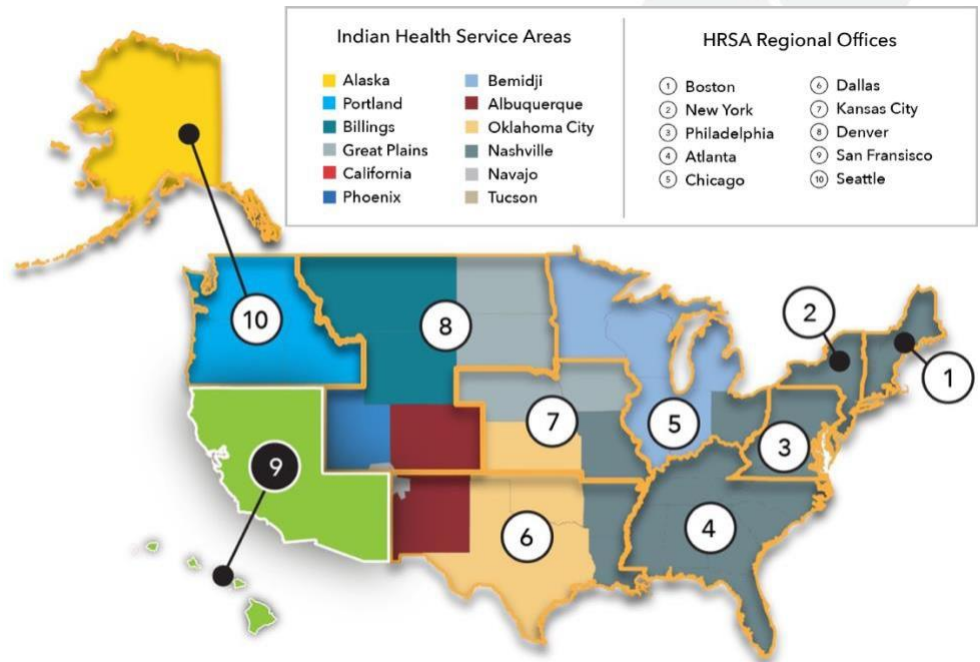 Indian Health Service Areas
Alaska
Portland
Billings
Great Plains
California
Phoenix
Bemidji
Albuquerque
Oklahoma City
Nashville
Navajo
Tucson
HRSA Regional Offices
1 Boston
2 New York
3 Philadelphia
4 Atlanta
5 Chicago
6 Dallas
7 Kansas City
8 Denver
9 San Fransisco
10 Seattle
10
8
2
1
7
5
3
9
6
4